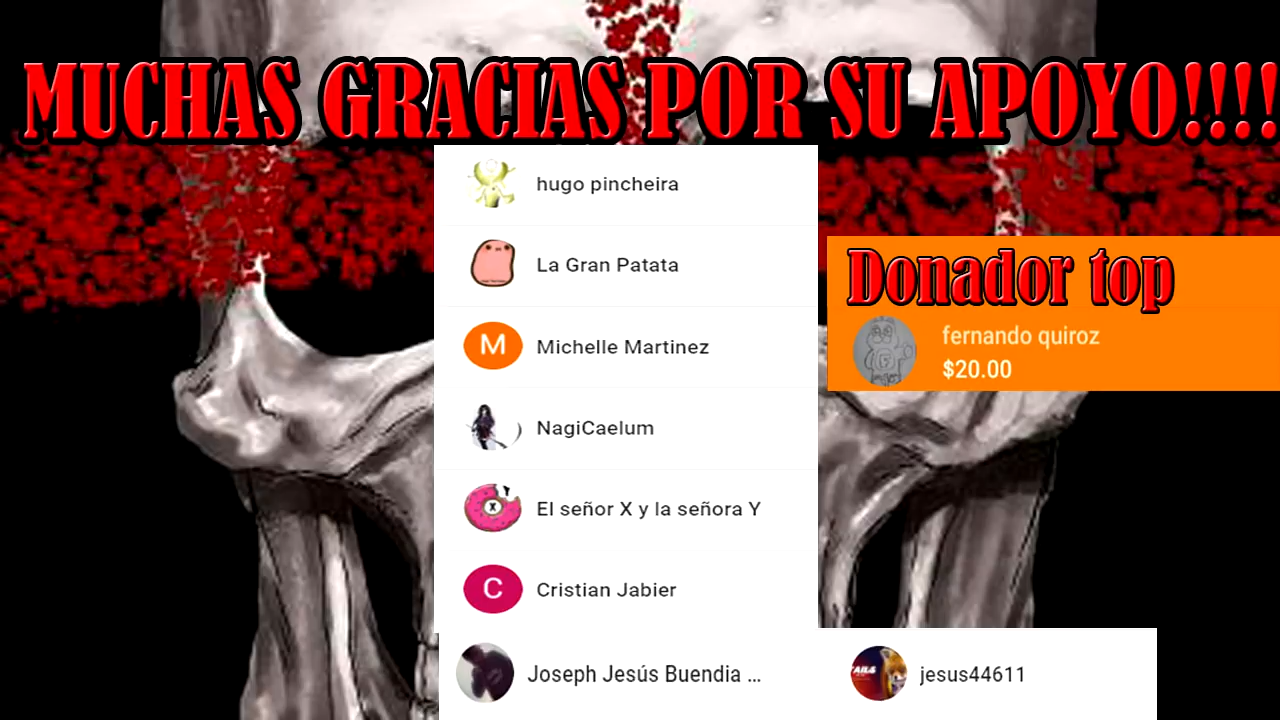 MUCHAS GRACIAS POR SU APOYO!!!!
hugo pincheira
La Gran Patata
M
Michelle Martinez
NagiCaelum
X Y
El señor X y la señora Y
C
Cristian Jabier
Joseph Jesús Buendia ...
Donador top
fernando quiroz
$20.00
AILS
jesus44611